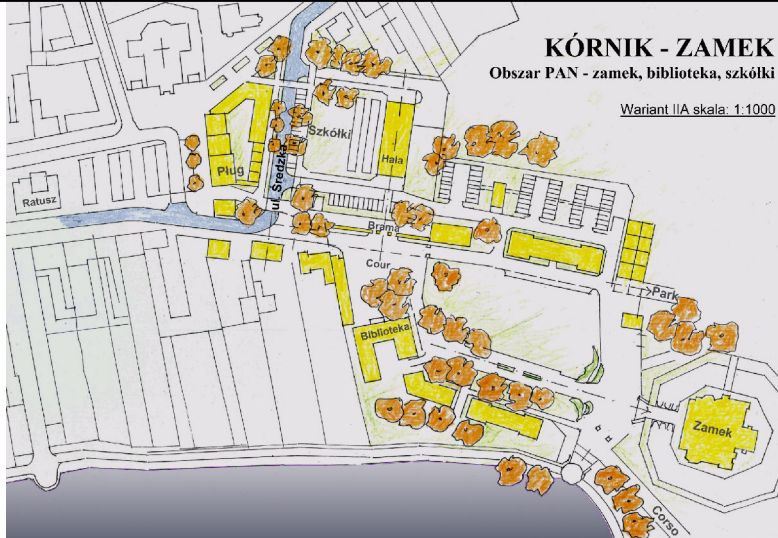 KÓRNIK - ZAMEK
Obszar PAN - zamek, biblioteka, szkółki
Wariant IIA skala: 1:1000
Szkółki
Hala
Pług
ul. Średzka
Ratusz
Brama
Cour
Park
Biblioteka
Zamek
Corso